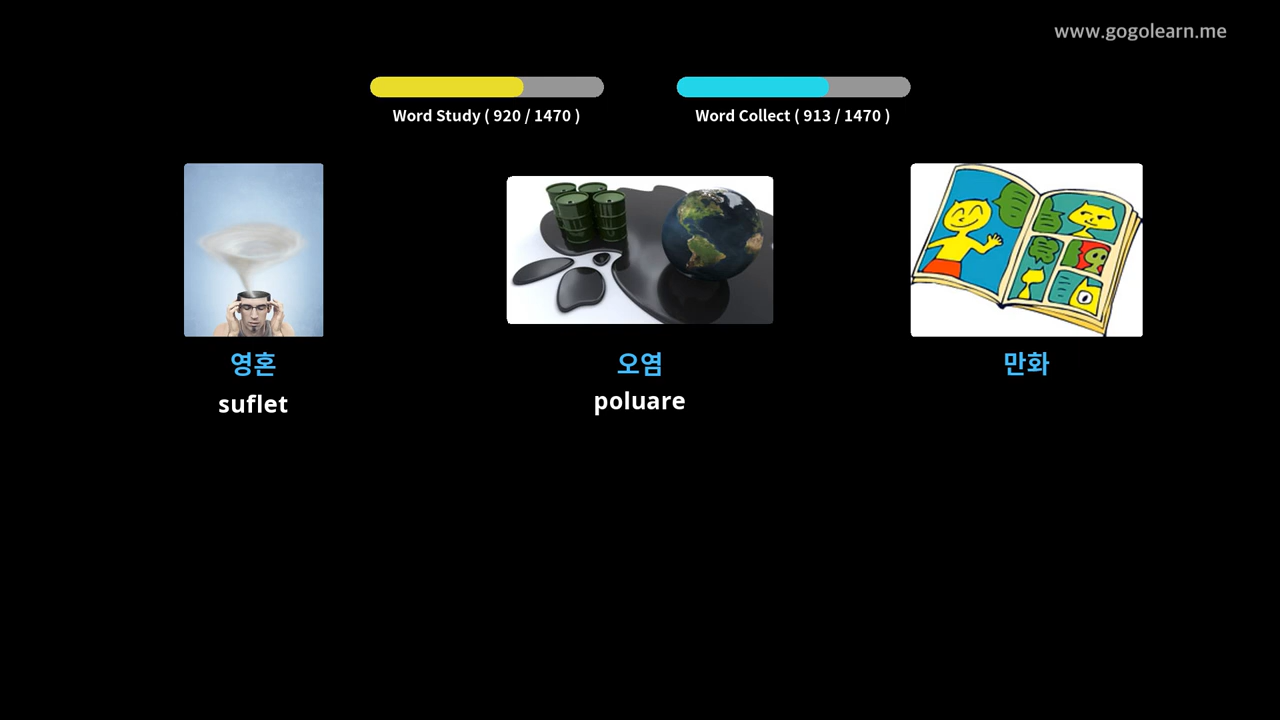 www.gogolearn.me
Word Study ( 920 / 1470 )
Word Collect ( 913 / 1470 )
영혼
suflet
오염
poluare
만화